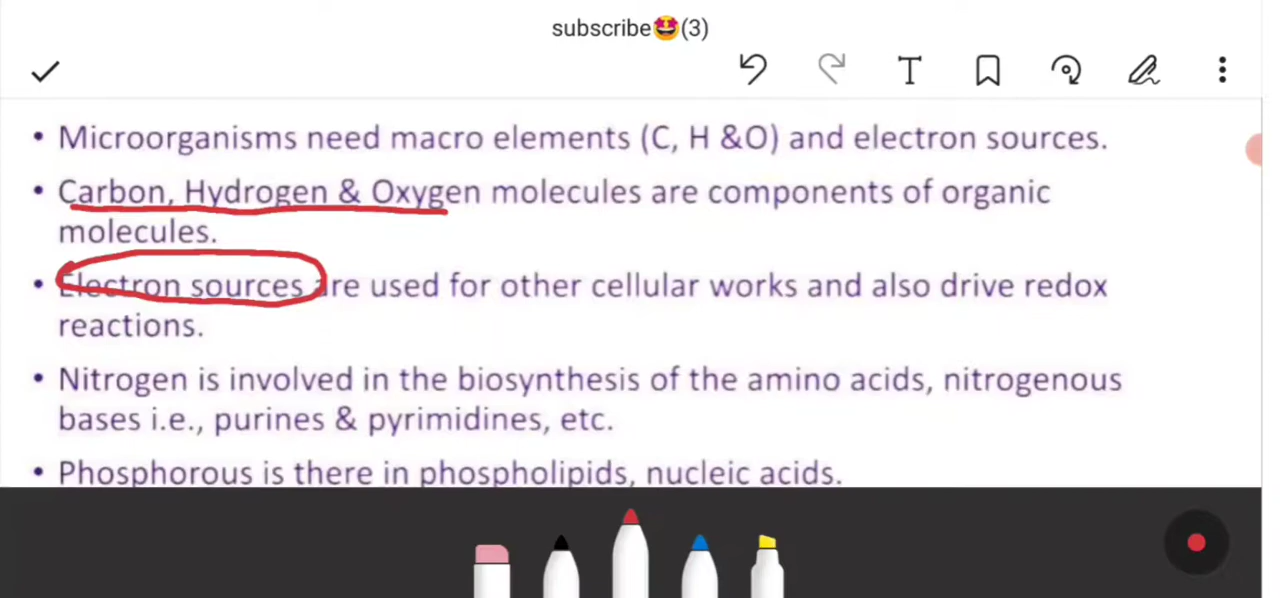 subscribe🤩(3)
T
• Microorganisms need macro elements (C, H &O) and electron sources.
• Carbon, Hydrogen & Oxygen molecules are components of organic
molecules.
• Electron sources are used for other cellular works and also drive redox
reactions.
• Nitrogen is involved in the biosynthesis of the amino acids, nitrogenous
bases i.e., purines & pyrimidines, etc.
• Phosphorous is there in phospholipids, nucleic acids.